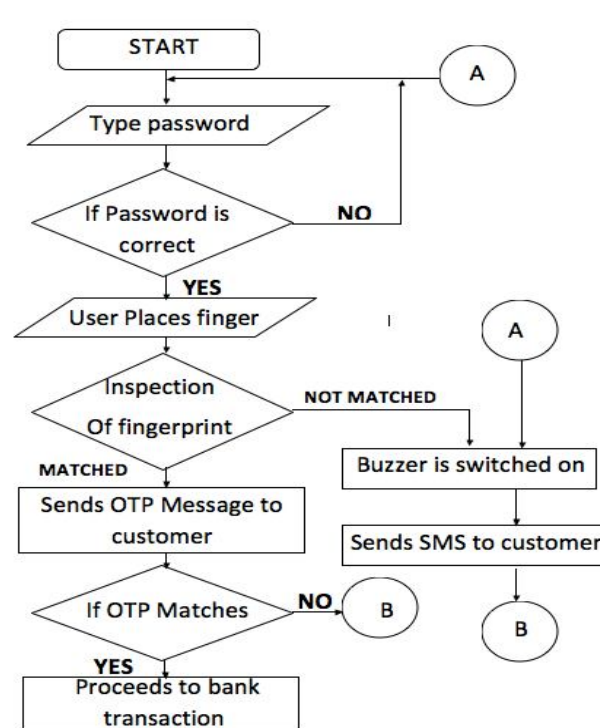 START
A
Type password
If Password is
correct
NO
YES
User Places finger
A
Inspection
Of fingerprint
NOT MATCHED
MATCHED
Buzzer is switched on
Sends OTP Message to
customer
Sends SMS to customer
If OTP Matches
NO
B
B
YES
Proceeds to bank
transaction